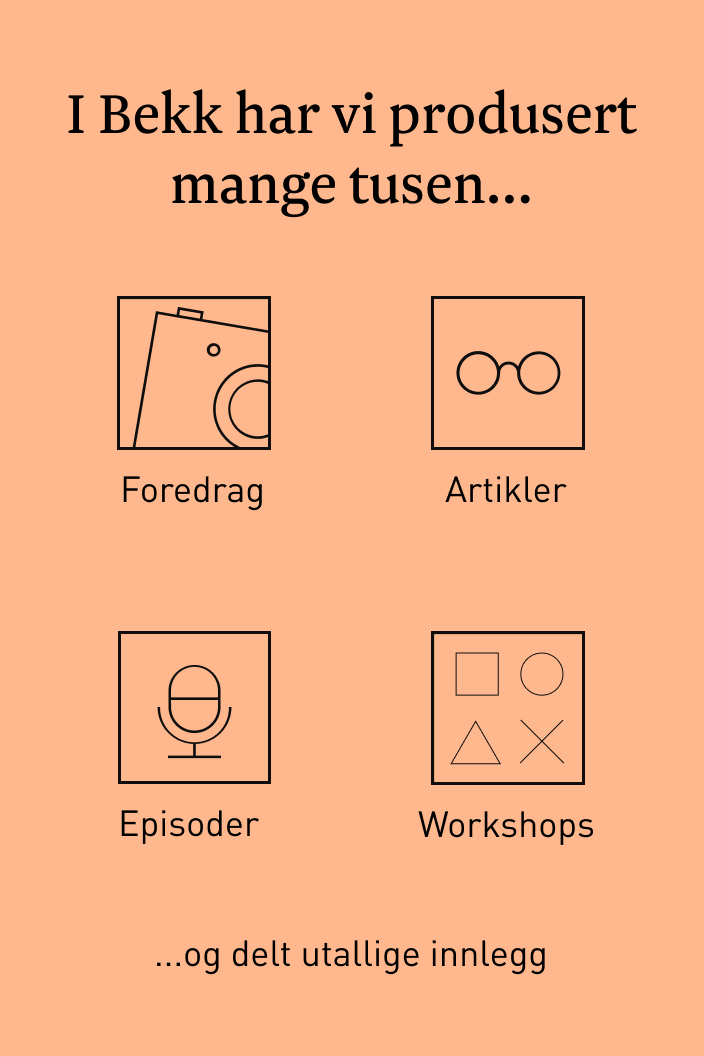 I Bekk har vi produsert
mange tusen...
Foredrag
Artikler
Episoder
Workshops
...og delt utallige innlegg